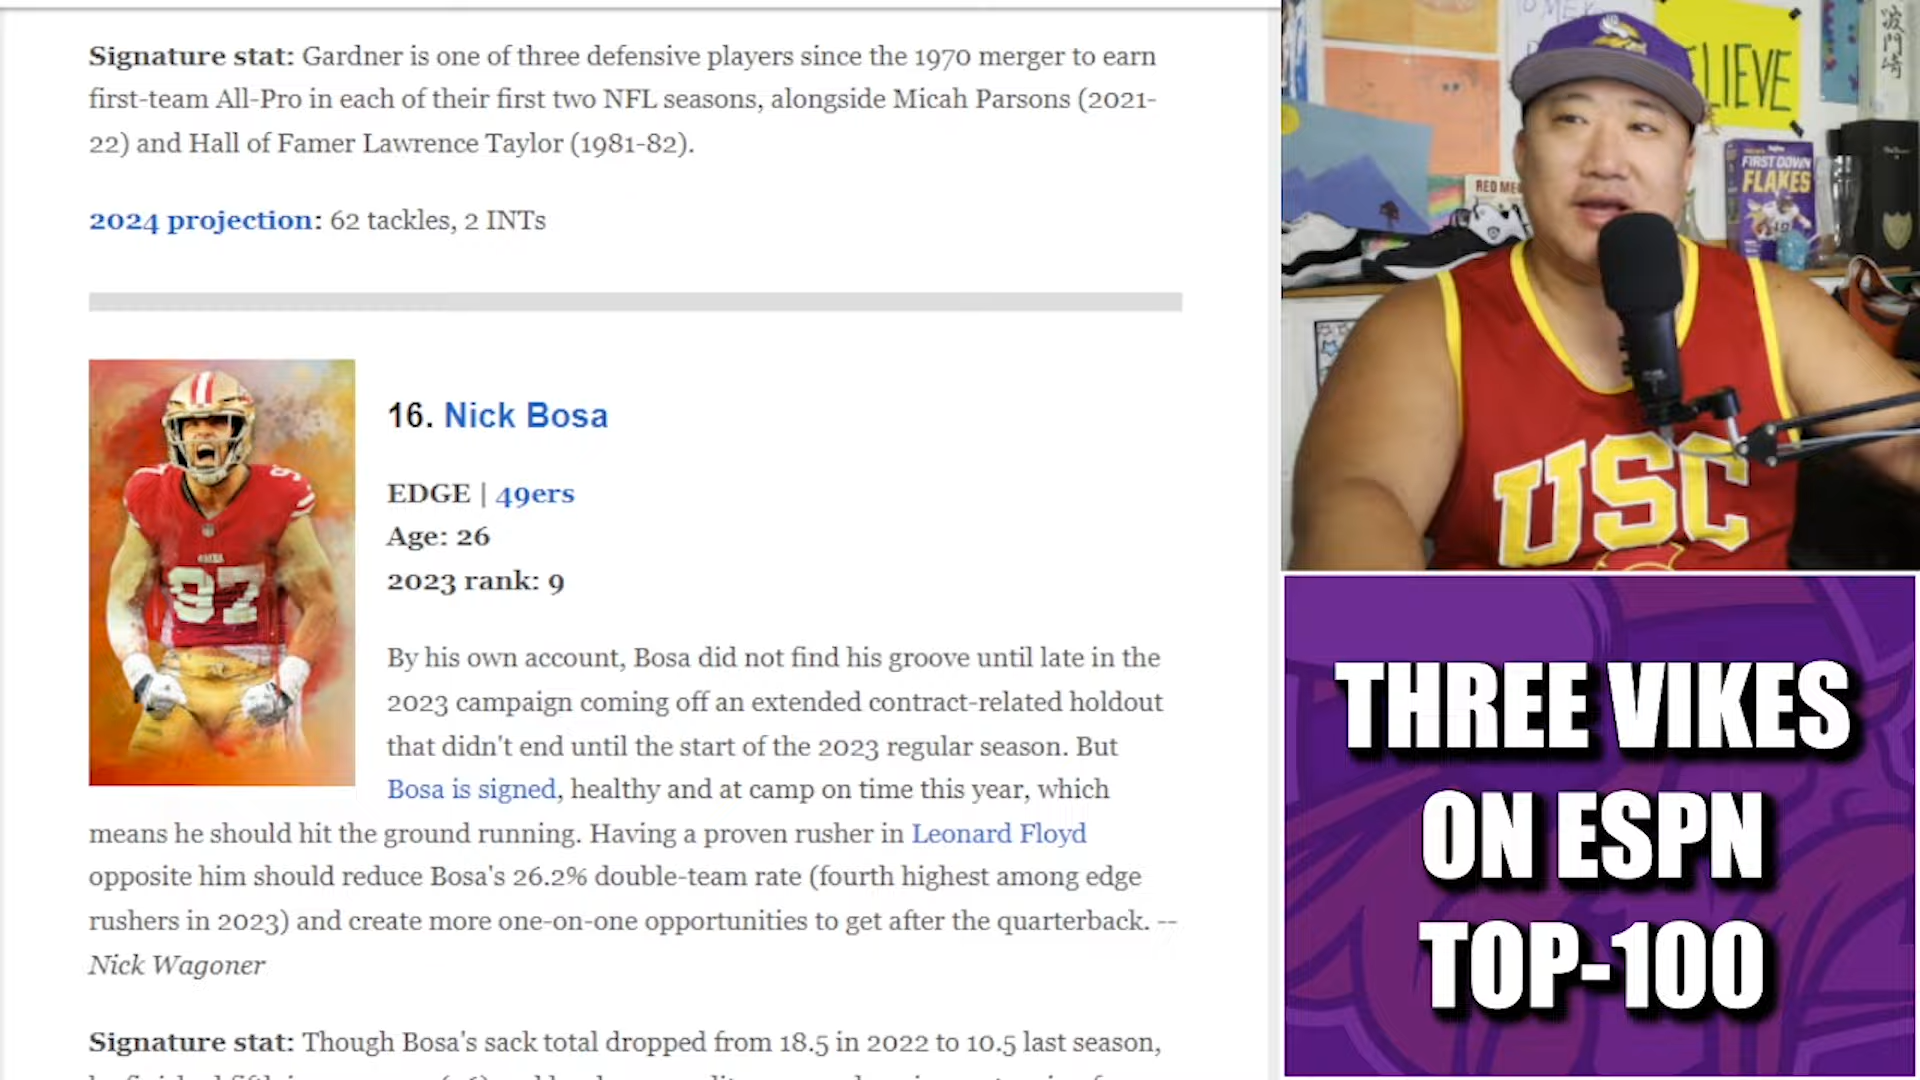 Signature stat: Gardner is one of three defensive players since the 1970 merger to earn
first-team All-Pro in each of their first two NFL seasons, alongside Micah Parsons (2021-
22) and Hall of Famer Lawrence Taylor (1981-82).
2024 projection: 62 tackles, 2 INTs
97
16. Nick Bosa
EDGE | 49ers
Age: 26
2023 rank: 9
By his own account, Bosa did not find his groove until late in the
2023 campaign coming off an extended contract-related holdout
that didn't end until the start of the 2023 regular season. But
Bosa is signed, healthy and at camp on time this year, which
means he should hit the ground running. Having a proven rusher in Leonard Floyd
opposite him should reduce Bosa's 26.2% double-team rate (fourth highest among edge
rushers in 2023) and create more one-on-one opportunities to get after the quarterback. --
Nick Wagoner
Signature stat: Though Bosa's sack total dropped from 18.5 in 2022 to 10.5 last season,
LIEVE
FIRST DOWN
FLAKES
RED
USC
THREE VIKES
ON ESPN
TOP-100